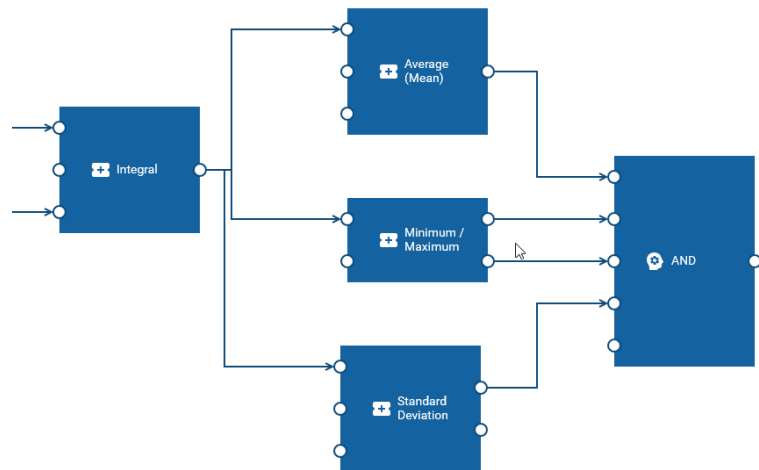 Average
(Mean)
Integral
Minimum /
Maximum
AND
Standard
Deviation